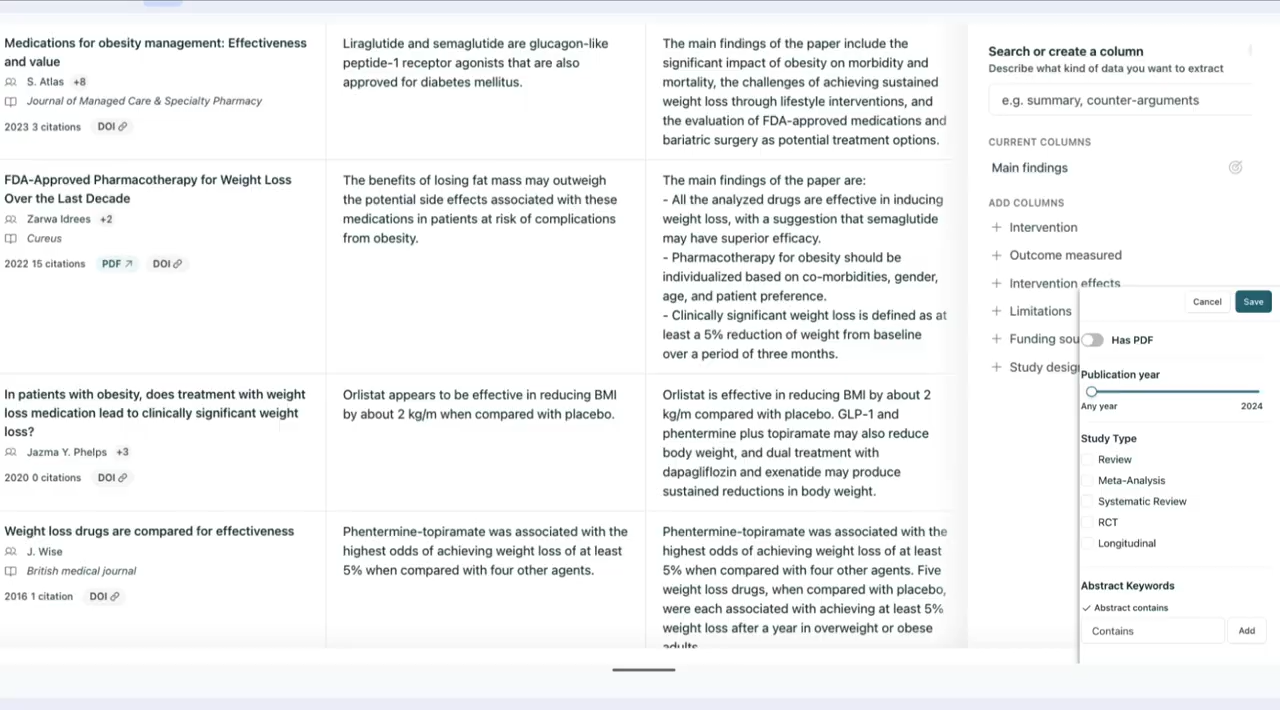 Medications for obesity management: Effectiveness
and value
S. Atlas +8
Journal of Managed Care & Specialty Pharmacy
2023 3 citations DOI
Liraglutide and semaglutide are glucagon-like
peptide-1 receptor agonists that are also
approved for diabetes mellitus.
The main findings of the paper include the
significant impact of obesity on morbidity and
mortality, the challenges of achieving sustained
weight loss through lifestyle interventions, and
the evaluation of FDA-approved medications and
bariatric surgery as potential treatment options.
FDA-Approved Pharmacotherapy for Weight Loss
Over the Last Decade
Zarwa Idrees +2
Cureus
2022 15 citations PDF DOI
The benefits of losing fat mass may outweigh
the potential side effects associated with these
medications in patients at risk of complications
from obesity.
The main findings of the paper are:
- All the analyzed drugs are effective in inducing
weight loss, with a suggestion that semaglutide
may have superior efficacy.
- Pharmacotherapy for obesity should be
individualized based on co-morbidities, gender,
age, and patient preference.
- Clinically significant weight loss is defined as at
least a 5% reduction of weight from baseline
over a period of three months.
In patients with obesity, does treatment with weight
loss medication lead to clinically significant weight
loss?
Jazma Y. Phelps +3
2020 0 citations DOI
Orlistat appears to be effective in reducing BMI
by about 2 kg/m when compared with placebo.
Orlistat is effective in reducing BMI by about 2
kg/m compared with placebo. GLP-1 and
phentermine plus topiramate may also reduce
body weight, and dual treatment with
dapagliflozin and exenatide may produce
sustained reductions in body weight.
Weight loss drugs are compared for effectiveness
J. Wise
British medical journal
2016 1 citation DOI
Phentermine-topiramate was associated with the
highest odds of achieving weight loss of at least
5% when compared with four other agents.
Phentermine-topiramate was associated with the
highest odds of achieving weight loss of at least
5% when compared with four other agents. Five
weight loss drugs, when compared with placebo,
were each associated with achieving at least 5%
weight loss after a year in overweight or obese
adults
Search or create a column
Describe what kind of data you want to extract
e.g. summary, counter-arguments
CURRENT COLUMNS
Main findings
ADD COLUMNS
Intervention
Outcome measured
Intervention effects
Limitations
Funding sou
Study desig
Cancel Save
Has PDF
Publication year
Any year 2024
Study Type
Review
Meta-Analysis
Systematic Review
RCT
Longitudinal
Abstract Keywords
Abstract contains
Contains Add